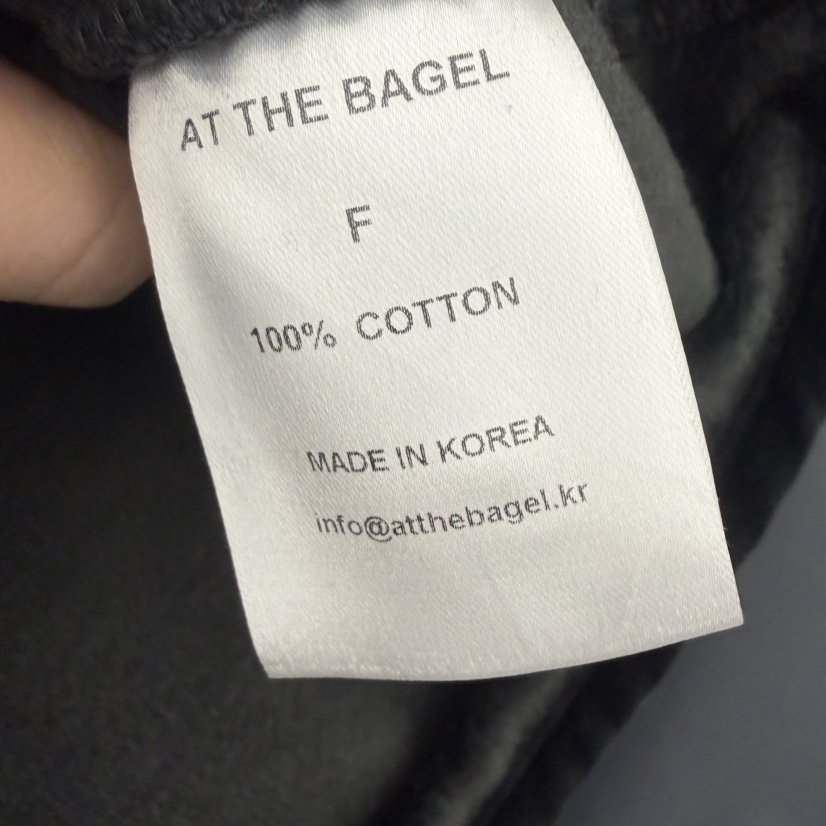 AT THE BAGEL
F
100% COTTON
MADE IN KOREA
info@atthebagel.kr